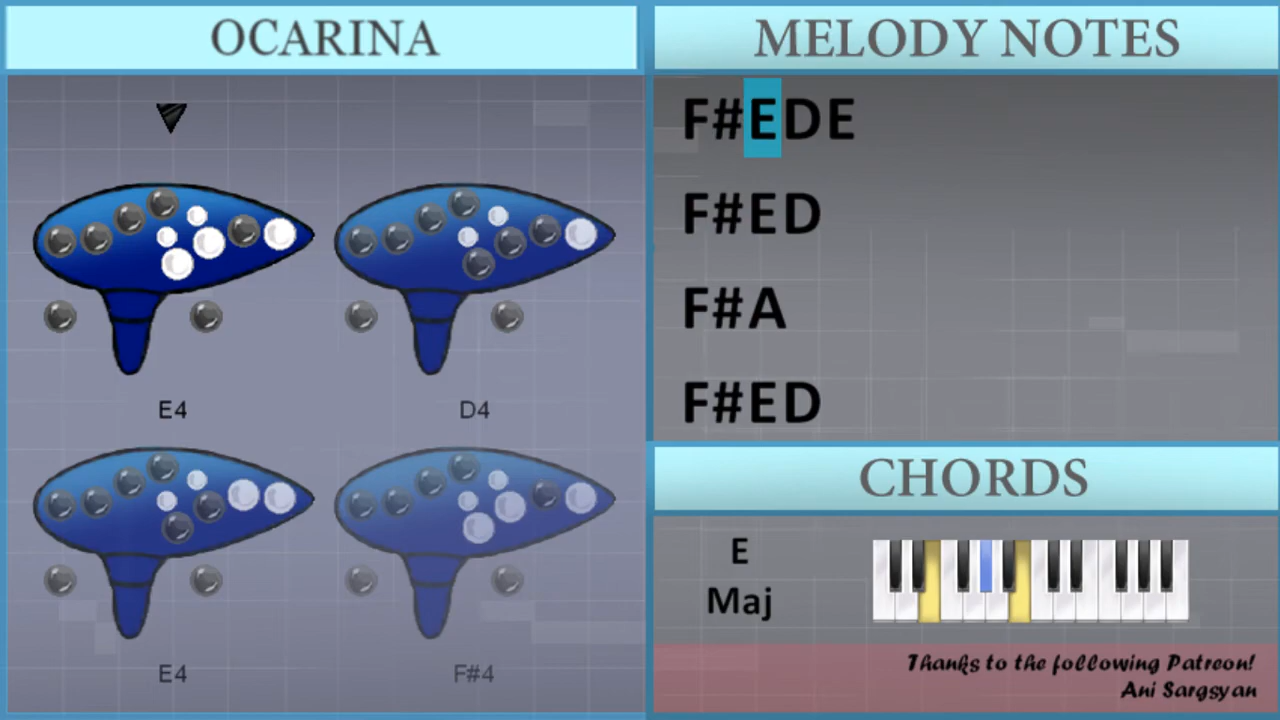 OCARINA
E4
D4
E4
F#4
MELODY NOTES
F#EDE
F#ED
F#A
F#ED
CHORDS
E
Maj
Thanks to the following Patreon!
Ani Sargsyan